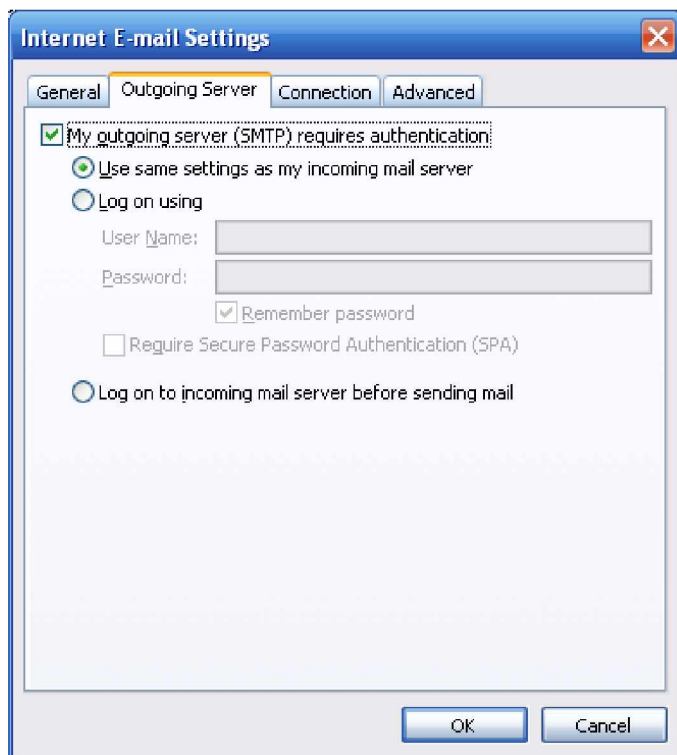 Internet E-mail Settings
General Outgoing Server Connection Advanced
My outgoing server (SMTP) requires authentication
Use same settings as my incoming mail server
Log on using
User Name:
Password:
Remember password
Require Secure Password Authentication (SPA)
Log on to incoming mail server before sending mail
OK Cancel